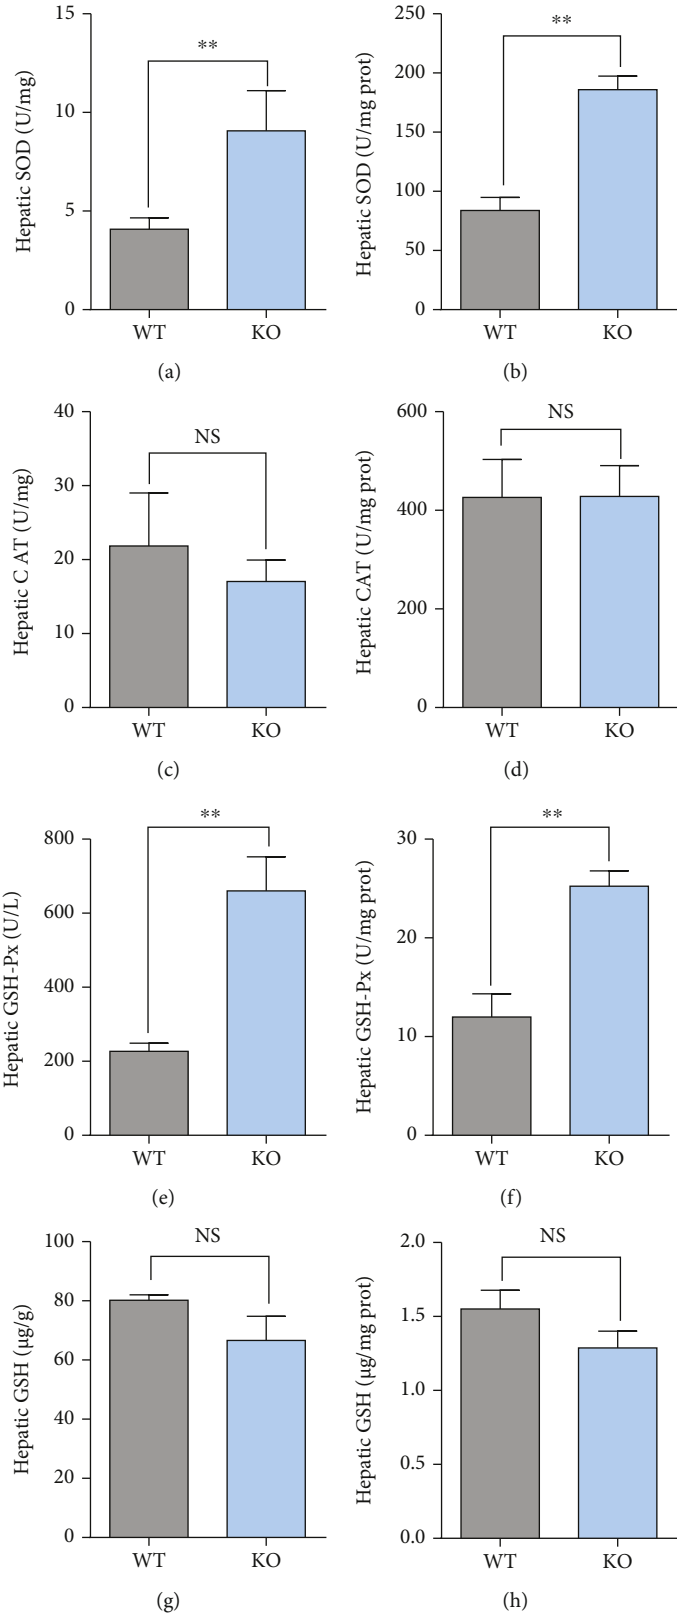 15
10
5
0
Hepatic SOD (U/mg)
**
WT KO
(a)
250
200
150
100
50
0
Hepatic SOD (U/mg prot)
**
WT KO
(b)
40
30
20
10
0
Hepatic C AT (U/mg)
NS
WT KO
(c)
600
400
200
0
Hepatic CAT (U/mg prot)
NS
WT KO
(d)
800
600
400
200
0
Hepatic GSH-Px (U/L)
**
WT KO
(e)
30
20
10
0
Hepatic GSH-Px (U/mg prot)
**
WT KO
(f)
100
80
60
40
20
0
Hepatic GSH (μg/g)
NS
WT KO
(g)
2.0
1.5
1.0
0.5
0.0
Hepatic GSH (μg/mg prot)
NS
WT KO
(h)